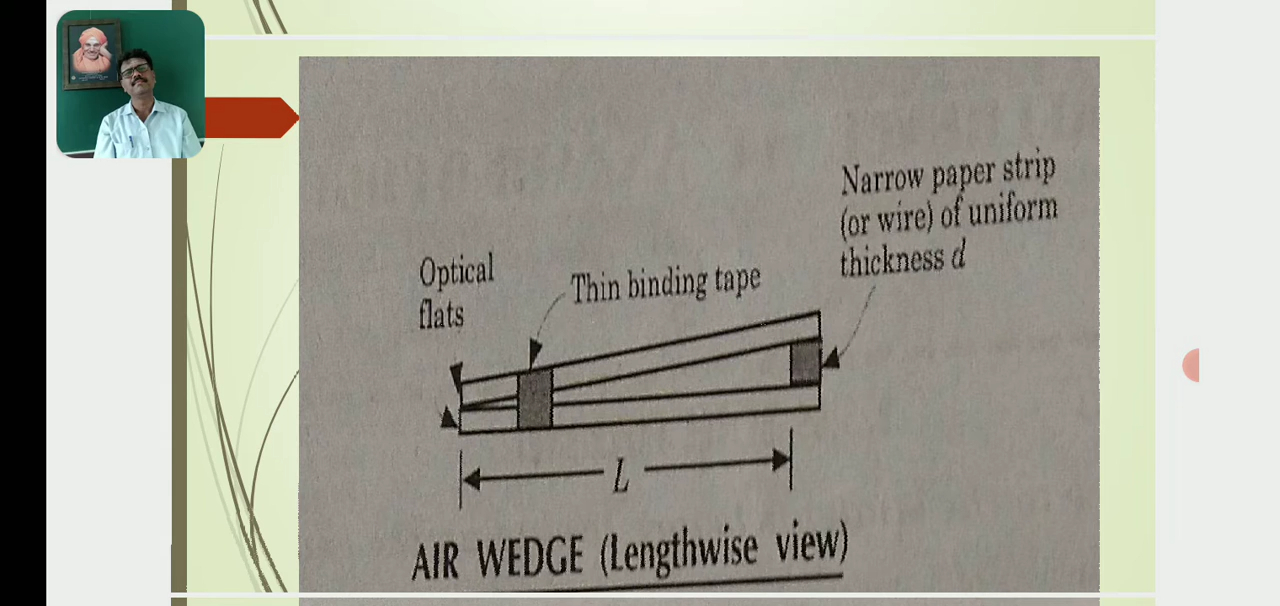 Narrow paper strip
(or wire) of uniform
thickness d
Optical
flats
Thin binding tape
L
AIR WEDGE (Lengthwise view)